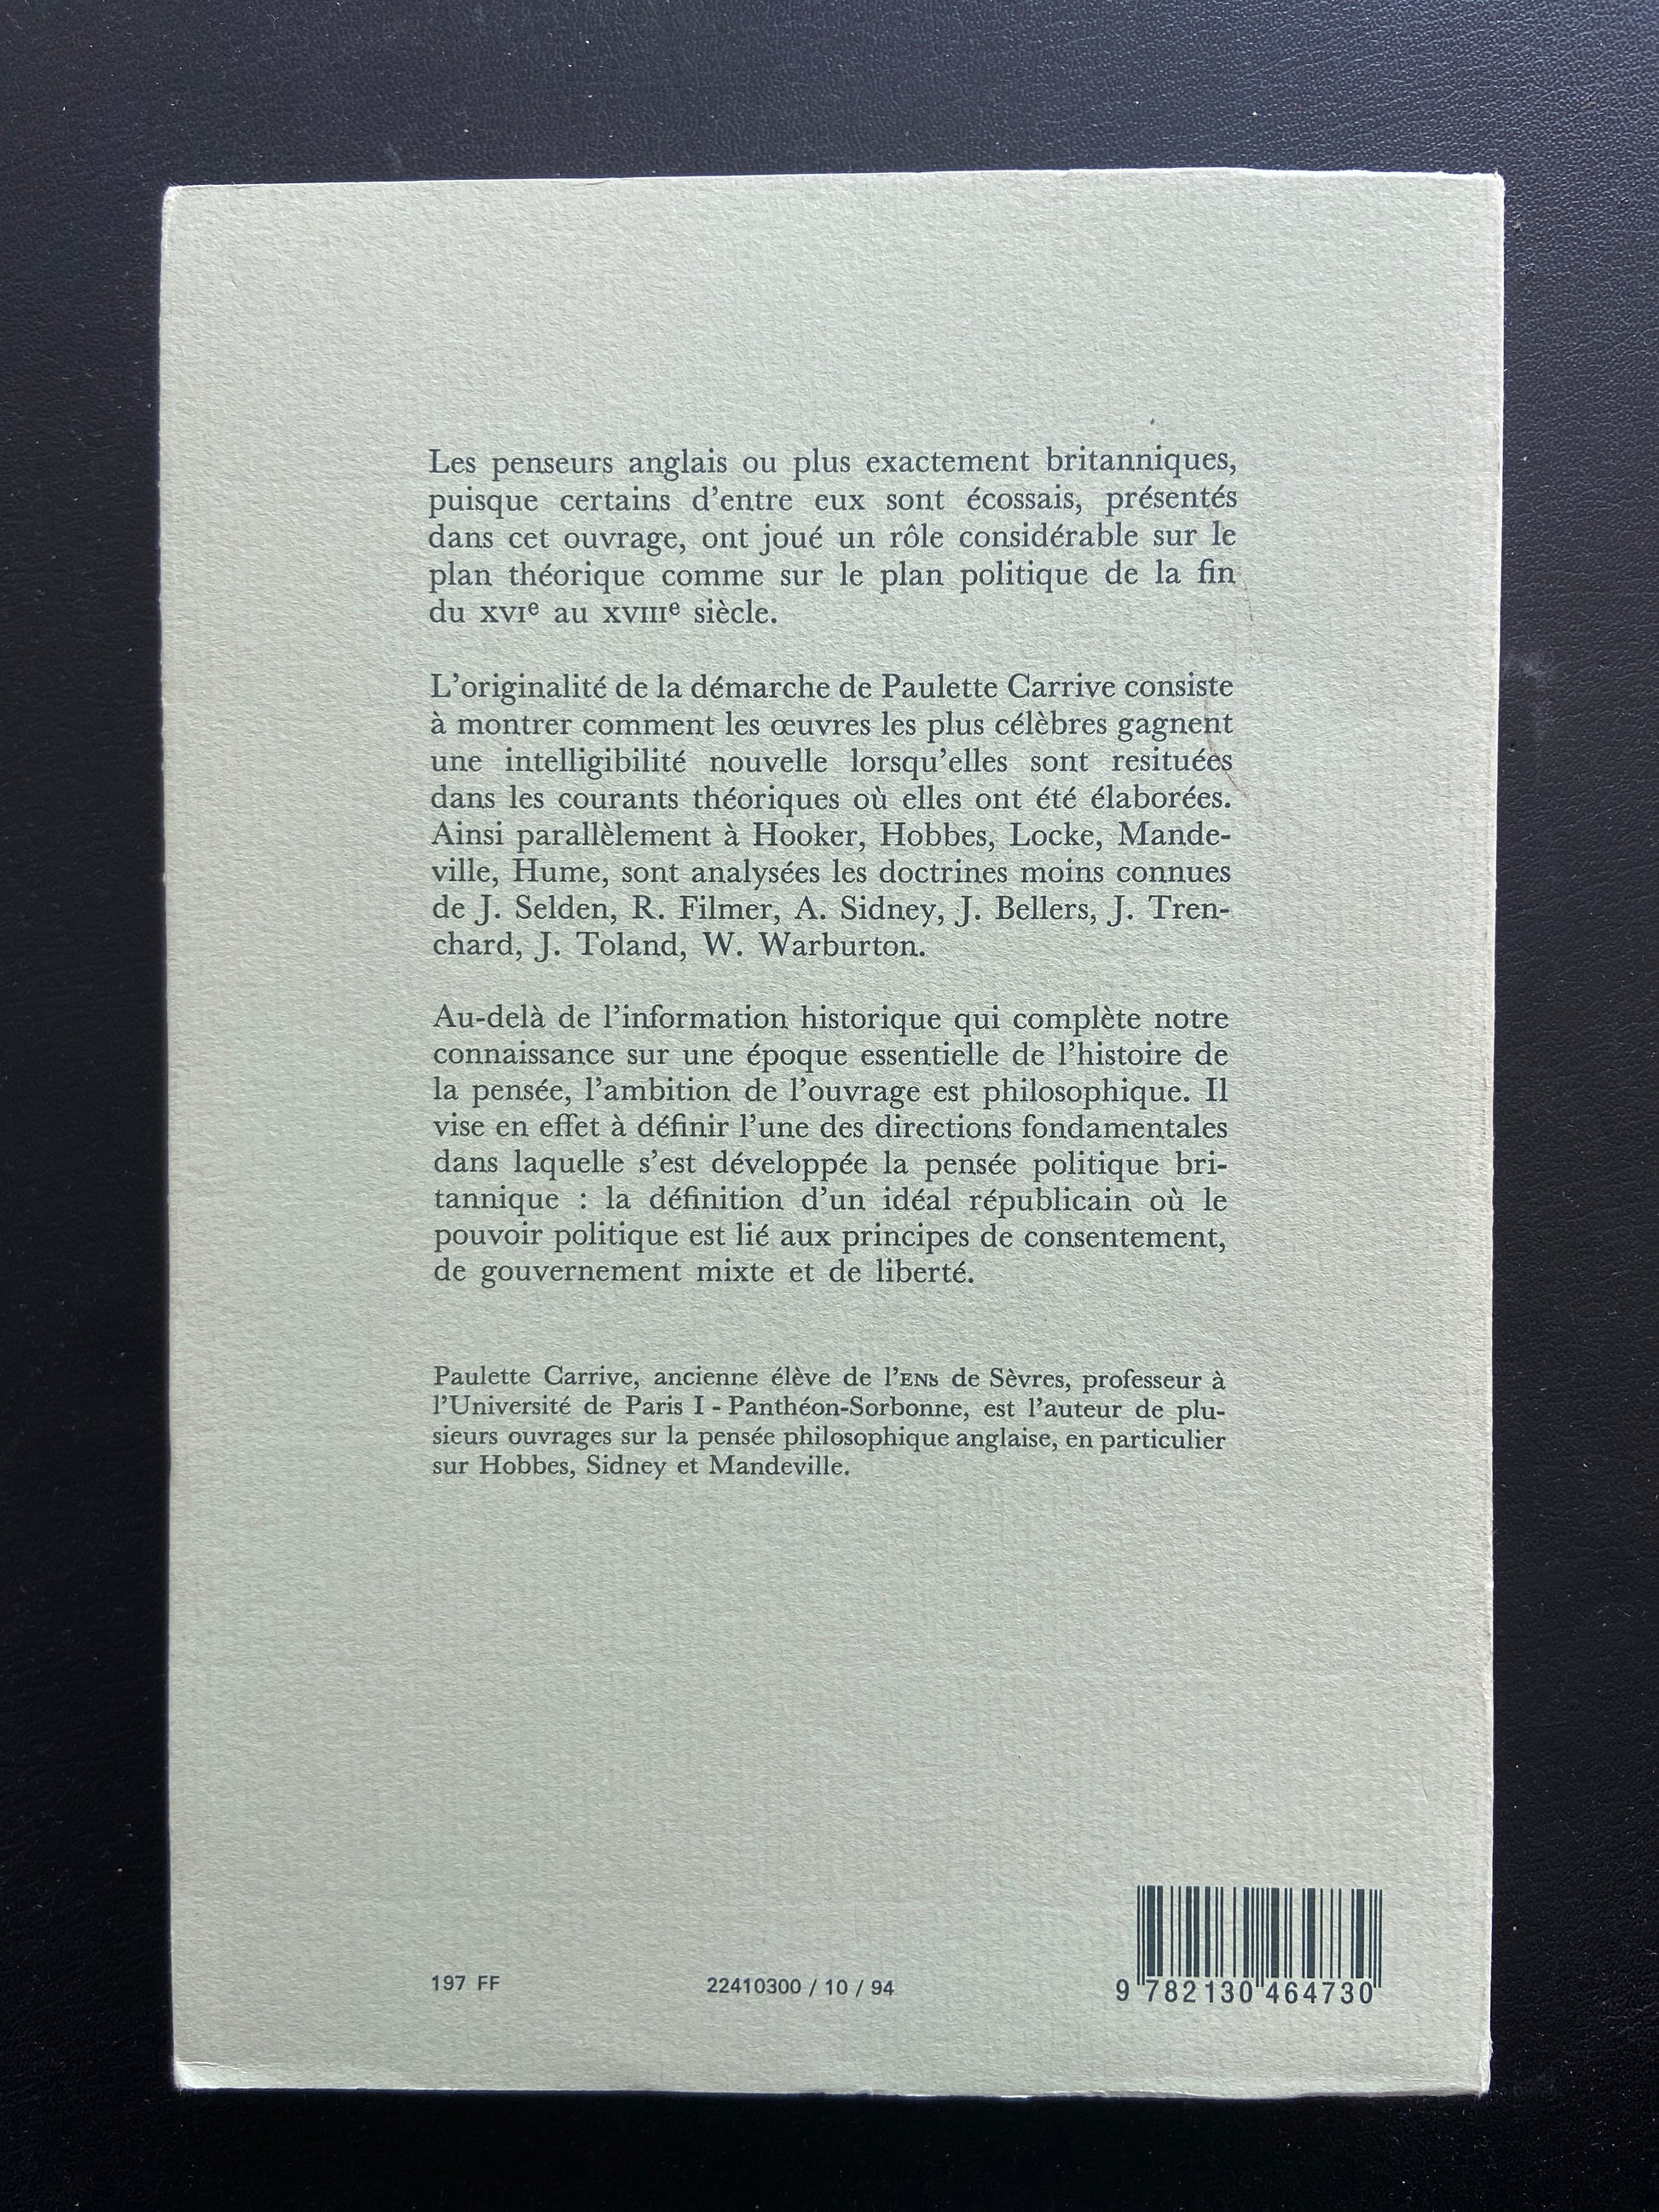 Les penseurs anglais ou plus exactement britanniques,
puisque certains d'entre eux sont écossais, présentés
dans cet ouvrage, ont joué un rôle considérable sur le
plan théorique comme sur le plan politique de la fin
du XVIe au XVIIIe siècle.
L'originalité de la démarche de Paulette Carrive consiste
à montrer comment les œuvres les plus célèbres gagnent
une intelligibilité nouvelle lorsqu'elles sont resituées
dans les courants théoriques où elles ont été élaborées.
Ainsi parallèlement à Hooker, Hobbes, Locke, Mande-
ville, Hume, sont analysées les doctrines moins connues
de J. Selden, R. Filmer, A. Sidney, J. Bellers, J. Tren-
chard, J. Toland, W. Warburton.
Au-delà de l'information historique qui complète notre
connaissance sur une époque essentielle de l'histoire de
la pensée, l'ambition de l'ouvrage est philosophique. Il
vise en effet à définir l'une des directions fondamentales
dans laquelle s'est développée la pensée politique bri-
tannique : la définition d'un idéal républicain où le
pouvoir politique est lié aux principes de consentement,
de gouvernement mixte et de liberté.
Paulette Carrive, ancienne élève de l'ENS de Sèvres, professeur à
l'Université de Paris I - Panthéon-Sorbonne, est l'auteur de plu-
sieurs ouvrages sur la pensée philosophique anglaise, en particulier
sur Hobbes, Sidney et Mandeville.
197 FF
22410300 / 10 / 94
9 782130 464730